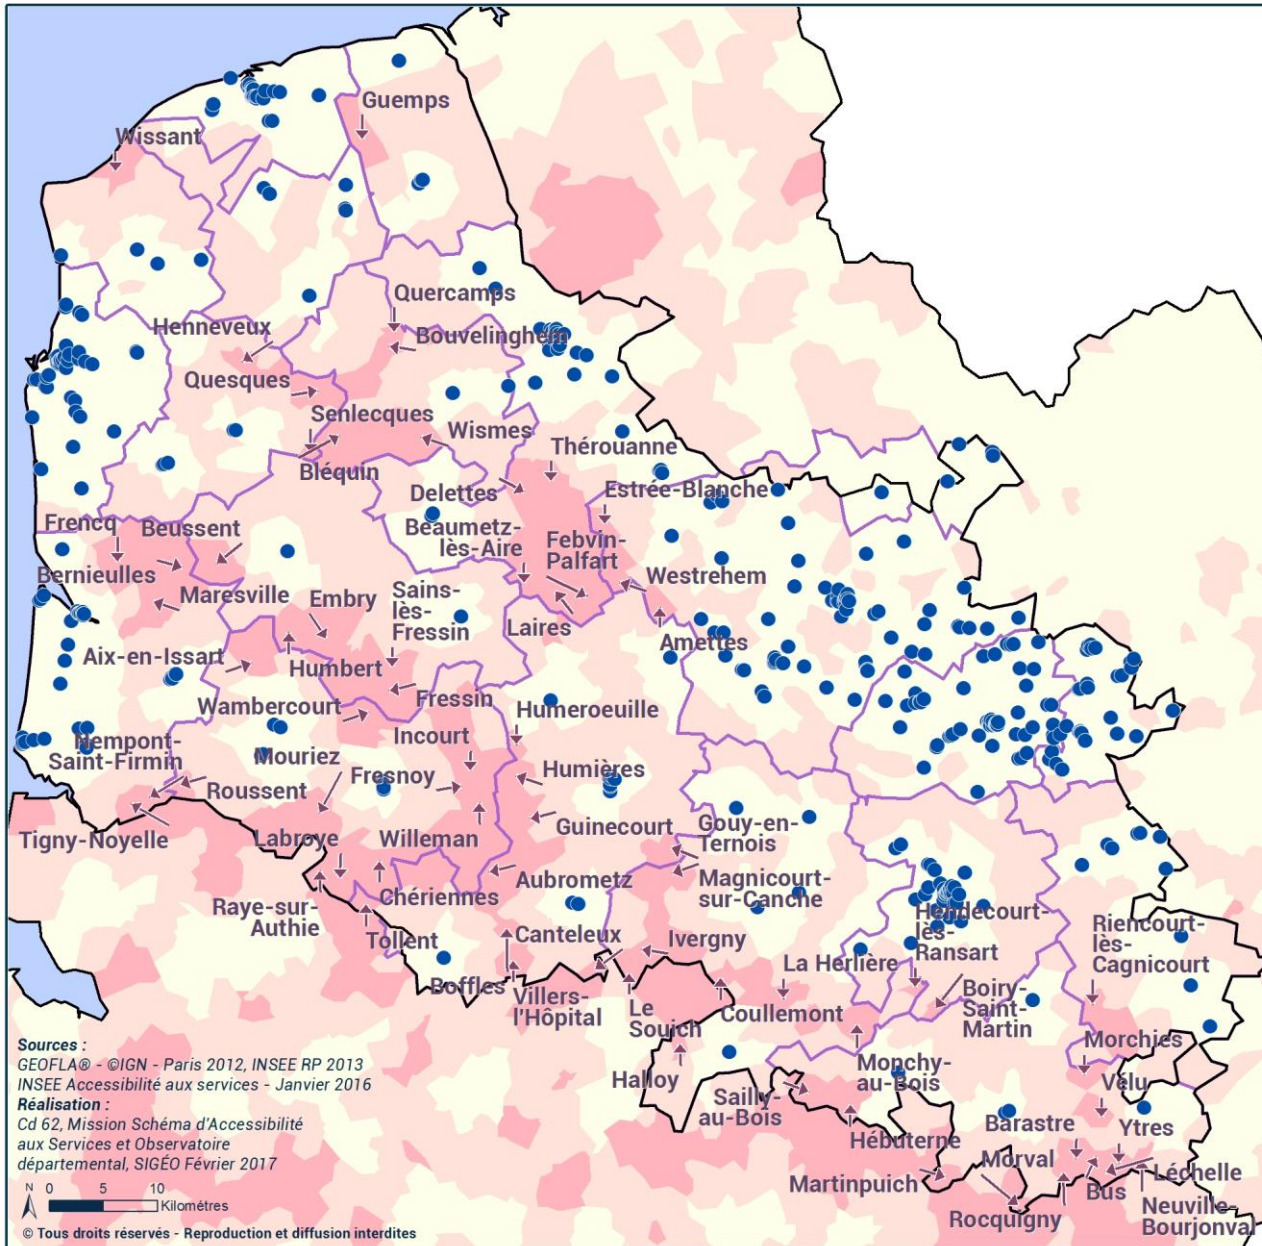 Guemps
Wissant
Quercamps
Henneveux
Bouvelinghem
Quesques
Senlecques
Wismes
Thérouanne
Bléquin
Delettes
Estrée-Blanche
Frencq
Beussent
Beaumetz-
lès-Aire
Febvin-
Palfart
Bernieulles
Westrehem
Maresville
Embry
Sains-
lès-
Fressin
Laires
Amettes
Aix-en-Issart
Humbert
Fressin
Wambercourt
Humeroeuille
Incourt
Nempont-
Saint-Firmin
Mouriez
Fresnoy
Humières
Roussent
Tigny-Noyelle
Labroye
Willeman
Guinecourt
Gouy-en-
Ternois
Chériennes
Aubrometz
Magnicourt-
sur-Canche
Raye-sur-
Authie
Tollent
Canteleux
Ivergny
Hendecourt-
lès-
Ransart
Riencourt-
lès-
Cagnicourt
La Herlière
Boffles
Villers-
l'Hôpital
Le
Souich
Coullemont
Boiry-
Saint-
Martin
Morchies
Halloy
Sailly-
au-Bois
Monchy-
au-Bois
Vélu
Hébuterne
Barastre
Ytres
Martinpuich
Morval
Léchelle
Rocquigny
Bus
Neuville-
Bourjonval
Sources :
GEOFLA® - ©IGN - Paris 2012, INSEE RP 2013
INSEE Accessibilité aux services - Janvier 2016
Réalisation :
Cd 62, Mission Schéma d'Accessibilité
aux Services et Observatoire
départemental, SIGÉO Février 2017
N
0 5 10
Kilométres
© Tous droits réservés - Reproduction et diffusion interdites